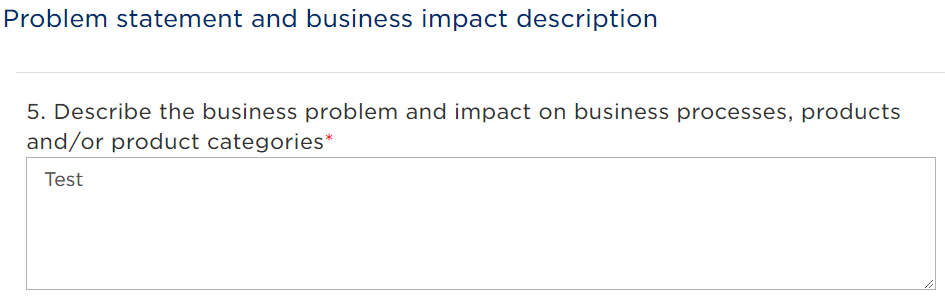 Problem statement and business impact description
5. Describe the business problem and impact on business processes, products
and/or product categories*
Test